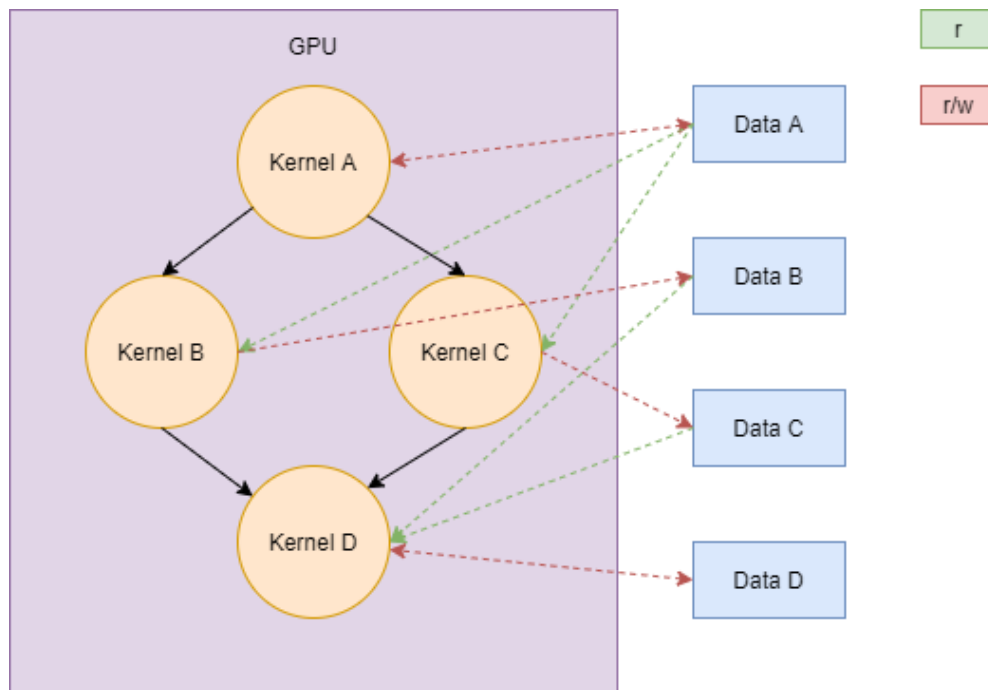 GPU
r
r/w
Kernel A
Data A
Kernel B
Kernel C
Data B
Data C
Kernel D
Data D